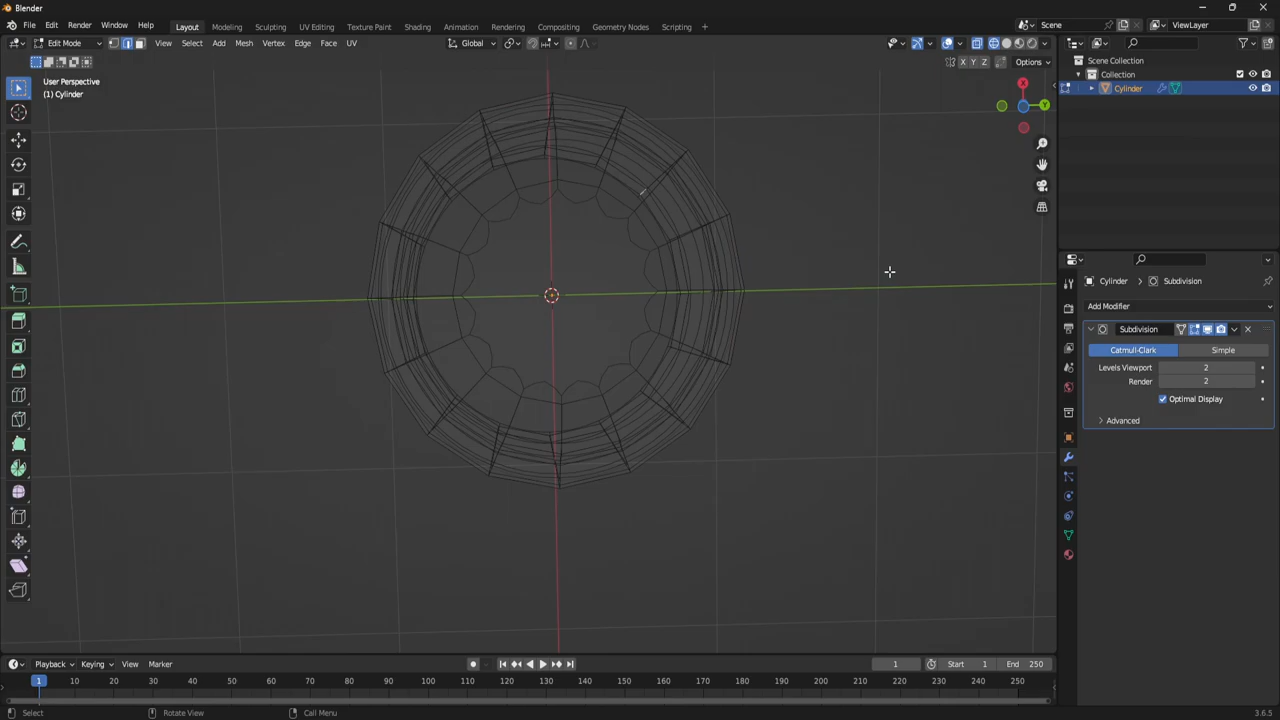 Blender
File Edit Render Window Help Layout Modeling Sculpting UV Editing Texture Paint Shading Animation Rendering Compositing Geometry Nodes Scripting + Scene ViewLayer
Edit Mode View Select Add Mesh Vertex Edge Face UV Global
X Y Z Options
User Perspective
(1) Cylinder
X
Y
Scene Collection
Collection
Cylinder
Cylinder Subdivision
Add Modifier
Subdivision
Catmull-Clark Simple
Levels Viewport 2
Render 2
Optimal Display
Advanced
Playback Keying View Marker 1 Start 1 End 250
1 10 20 30 40 50 60 70 80 90 100 110 120 130 140 150 160 170 180 190 200 210 220 230 240 250
Select Rotate View Call Menu 3.6.5